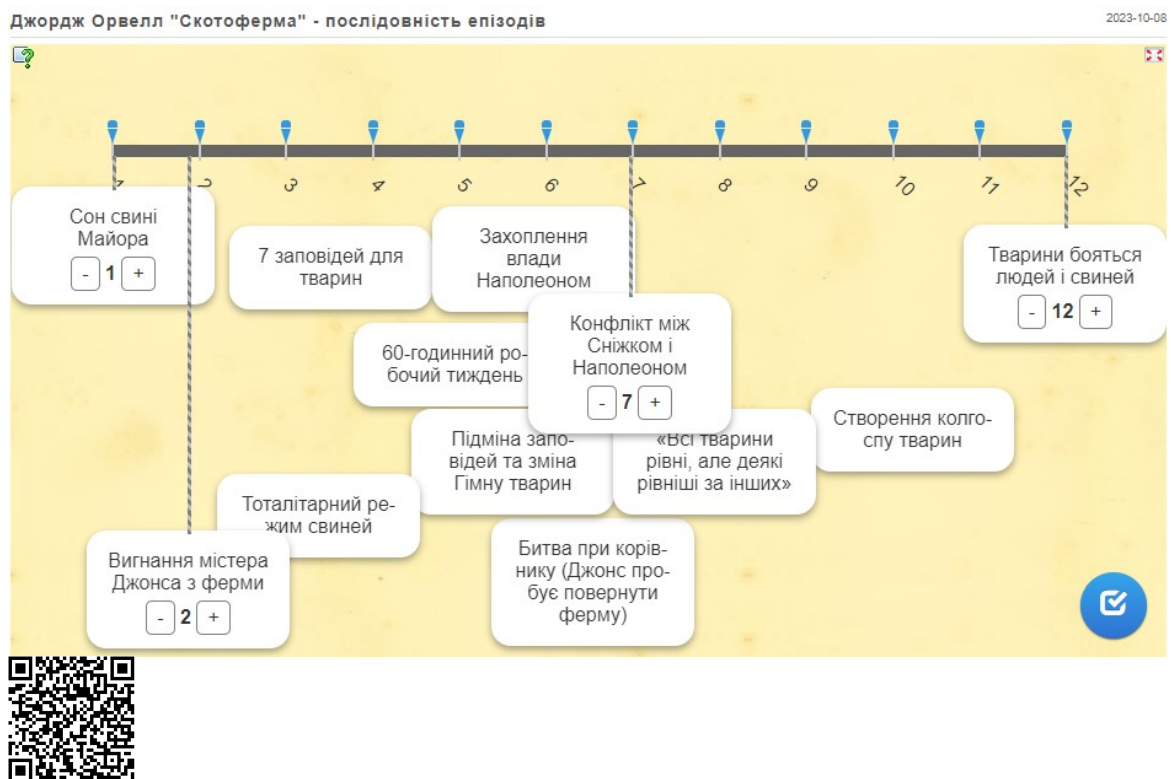 Джордж Орвелл "Скотоферма" - послідовність епізодів
2023-10-08
1 2 3 4 5 6 7 8 9 10 11 12
Сон свині
Майора
- 1 +
7 заповідей для
тварин
Захоплення
влади
Наполеоном
Тварини бояться
людей і свиней
- 12 +
60-годинний ро-
бочий тиждень
Конфлікт між
Сніжком і
Наполеоном
- 7 +
Створення колго-
спу тварин
Підміна запо-
відей та зміна
Гімну тварин
«Всі тварини
рівні, але деякі
рівніші за інших»
Тоталітарний ре-
жим свиней
Вигнання містера
Джонса з ферми
- 2 +
Битва при корів-
нику (Джонс про-
бує повернути
ферму)